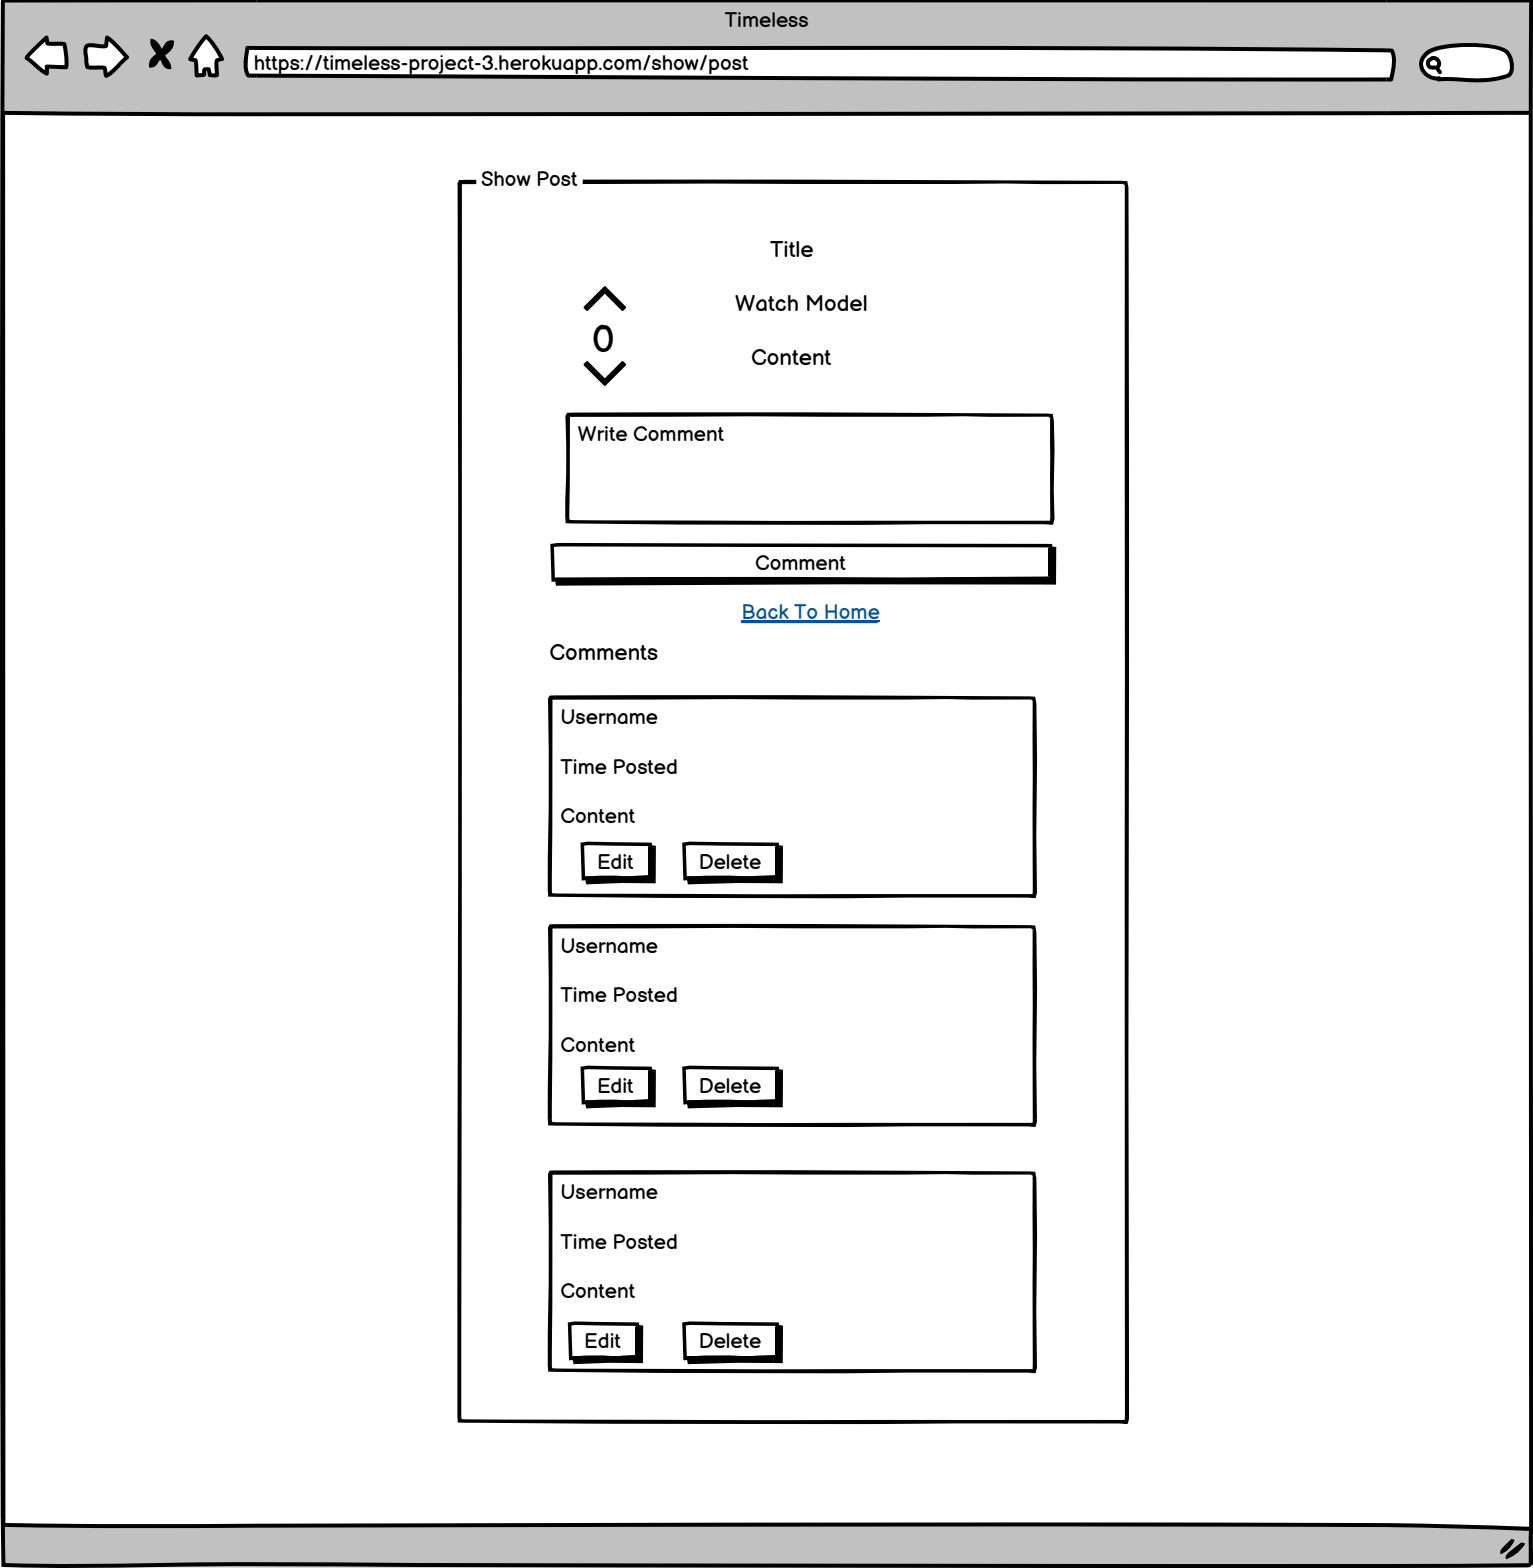 Timeless
https://timeless-project-3.herokuapp.com/show/post
Show Post
Title
Watch Model
0
Content
Write Comment
Comment
Back To Home
Comments
Username
Time Posted
Content
Edit Delete
Username
Time Posted
Content
Edit Delete
Username
Time Posted
Content
Edit Delete